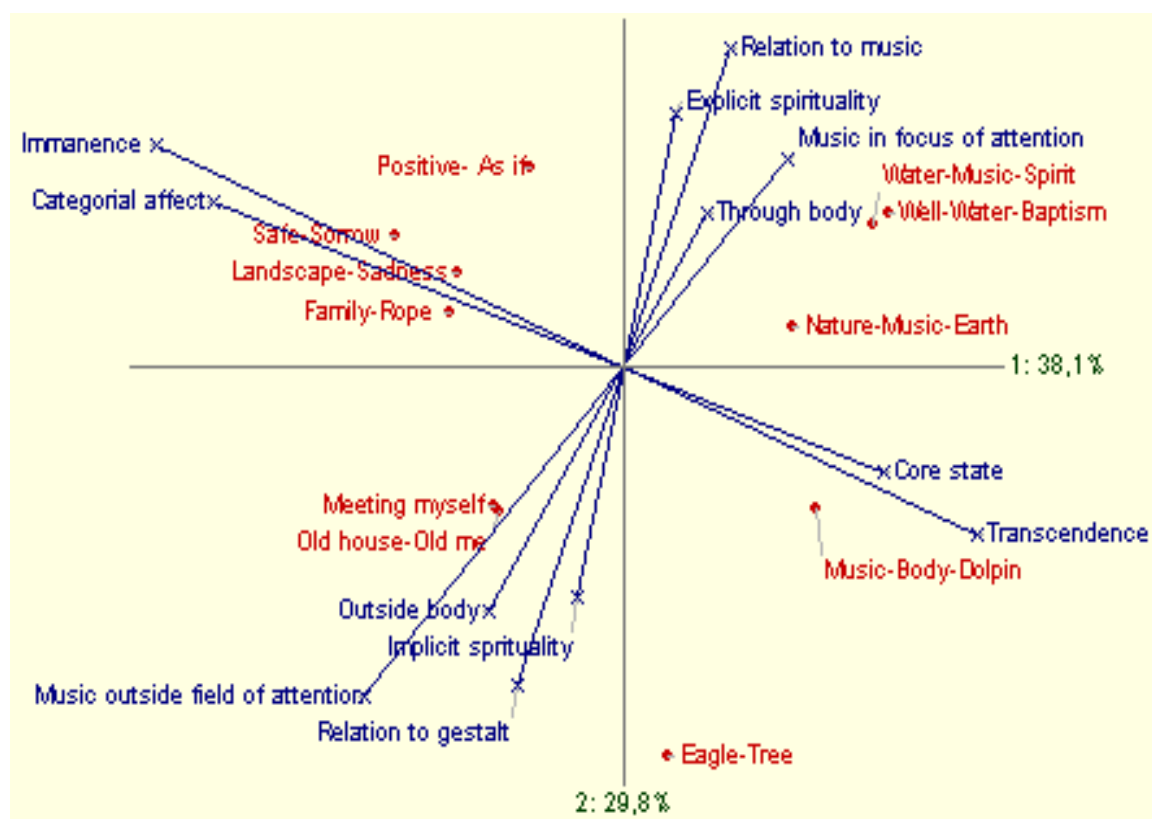 Relation to music
Explicit spirituality
Music in focus of attention
Immanence
Positive- As if
Water-Music-Spirit
Categorial affect
Through body
Well-Water-Baptism
Safe-Sorrow
Landscape-Sadness
Family-Rope
Nature-Music-Earth
1: 38,1%
Core state
Meeting myself
Transcendence
Old house-Old me
Music-Body-Dolpin
Outside body
Implicit sprituality
Music outside field of attention
Relation to gestalt
Eagle-Tree
2: 29,8%